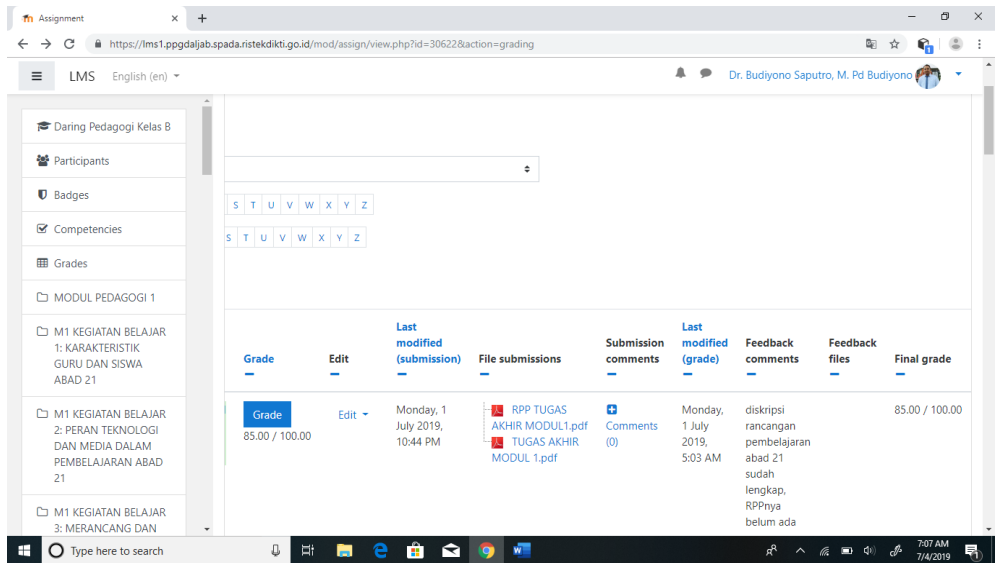 Assignment
https://lms1.ppgdaljab.spada.ristekdikti.go.id/mod/assign/view.php?id=30622&action=grading
1
LMS English (en)
Dr. Budiyono Saputro, M. Pd Budiyono
Daring Pedagogi Kelas B
Participants
Badges
Competencies
Grades
MODUL PEDAGOGI 1
M1 KEGIATAN BELAJAR
1: KARAKTERISTIK
GURU DAN SISWA
ABAD 21
M1 KEGIATAN BELAJAR
2: PERAN TEKNOLOGI
DAN MEDIA DALAM
PEMBELAJARAN ABAD
21
M1 KEGIATAN BELAJAR
3: MERANCANG DAN
S T U V W X Y Z
S T U V W X Y Z
Grade
Edit
Last
modified
(submission)
File submissions
Submission
comments
Last
modified
(grade)
Feedback
comments
Feedback
files
Final grade
Grade
85.00 / 100.00
Edit
Monday, 1
July 2019,
10:44 PM
RPP TUGAS
AKHIR MODUL1.pdf
TUGAS AKHIR
MODUL 1.pdf
Comments
(0)
Monday,
1 July
2019,
5:03 AM
diskripsi
rancangan
pembelajaran
abad 21
sudah
lengkap,
RPPnya
belum ada
85.00 / 100.00
Type here to search
7:07 AM
7/4/2019